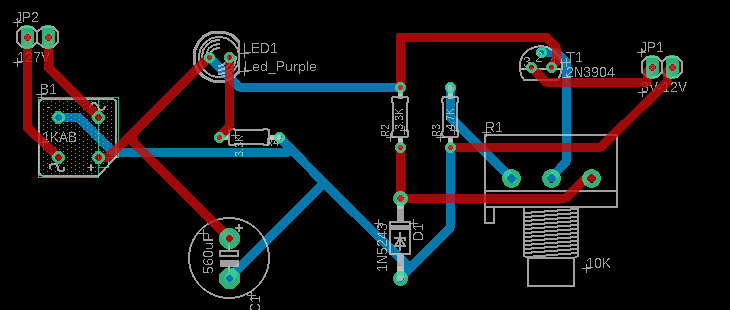 JP2
127V
B1
1KAB
LED1
Led_Purple
3.3K
R2
3.3K
R3
4.7K
T1
2N3904
JP1
3V-12V
R1
560uF
C1
1N5243
D1
10K